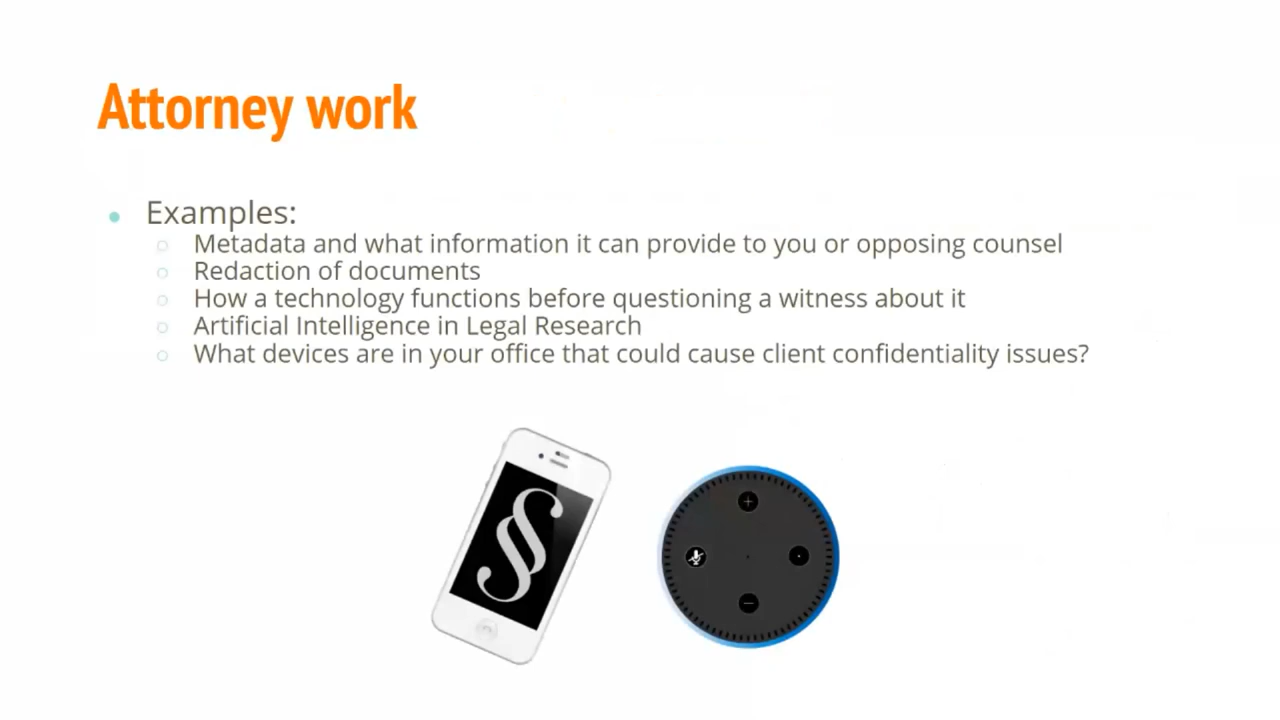 Attorney work
Examples:
Metadata and what information it can provide to you or opposing counsel
Redaction of documents
How a technology functions before questioning a witness about it
Artificial Intelligence in Legal Research
What devices are in your office that could cause client confidentiality issues?
§